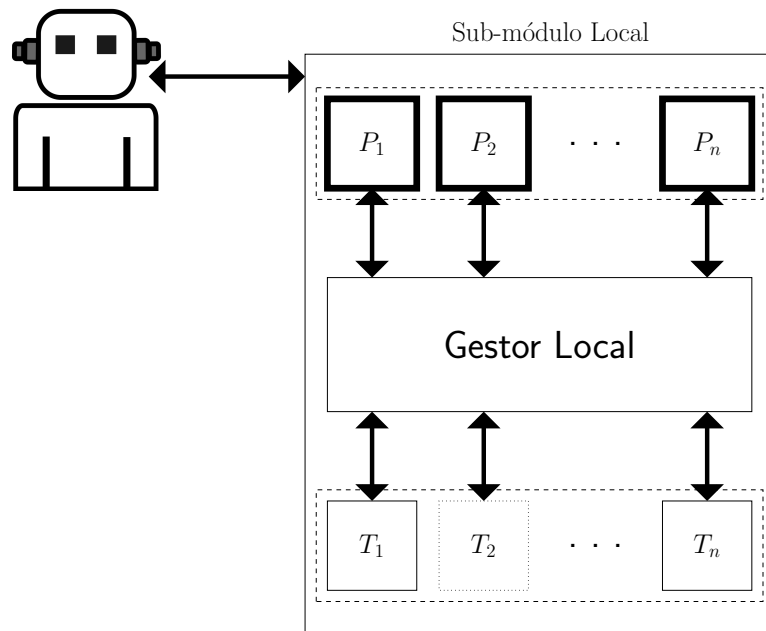 Sub-módulo Local
P₁ P₂ · · · Pₙ
Gestor Local
T₁ T₂ · · · Tₙ